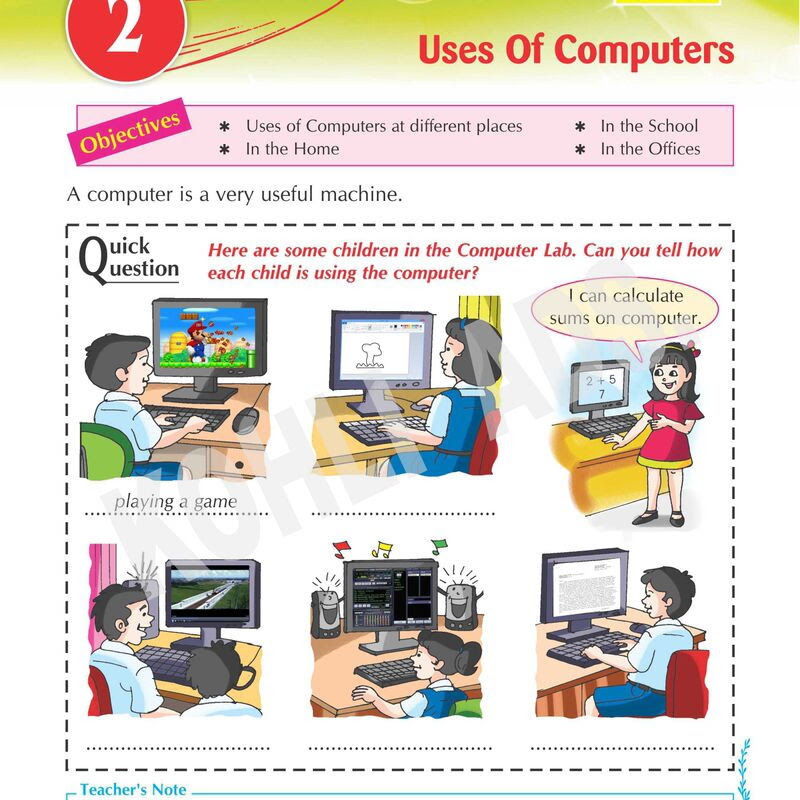 2
Uses Of Computers
Objectives
✱ Uses of Computers at different places
✱ In the School
✱ In the Home
✱ In the Offices
A computer is a very useful machine.
Quick Question
Here are some children in the Computer Lab. Can you tell how
each child is using the computer?
I can calculate
sums on computer.
2 + 5
7
playing a game
KOHLI ADS
Teacher's Note